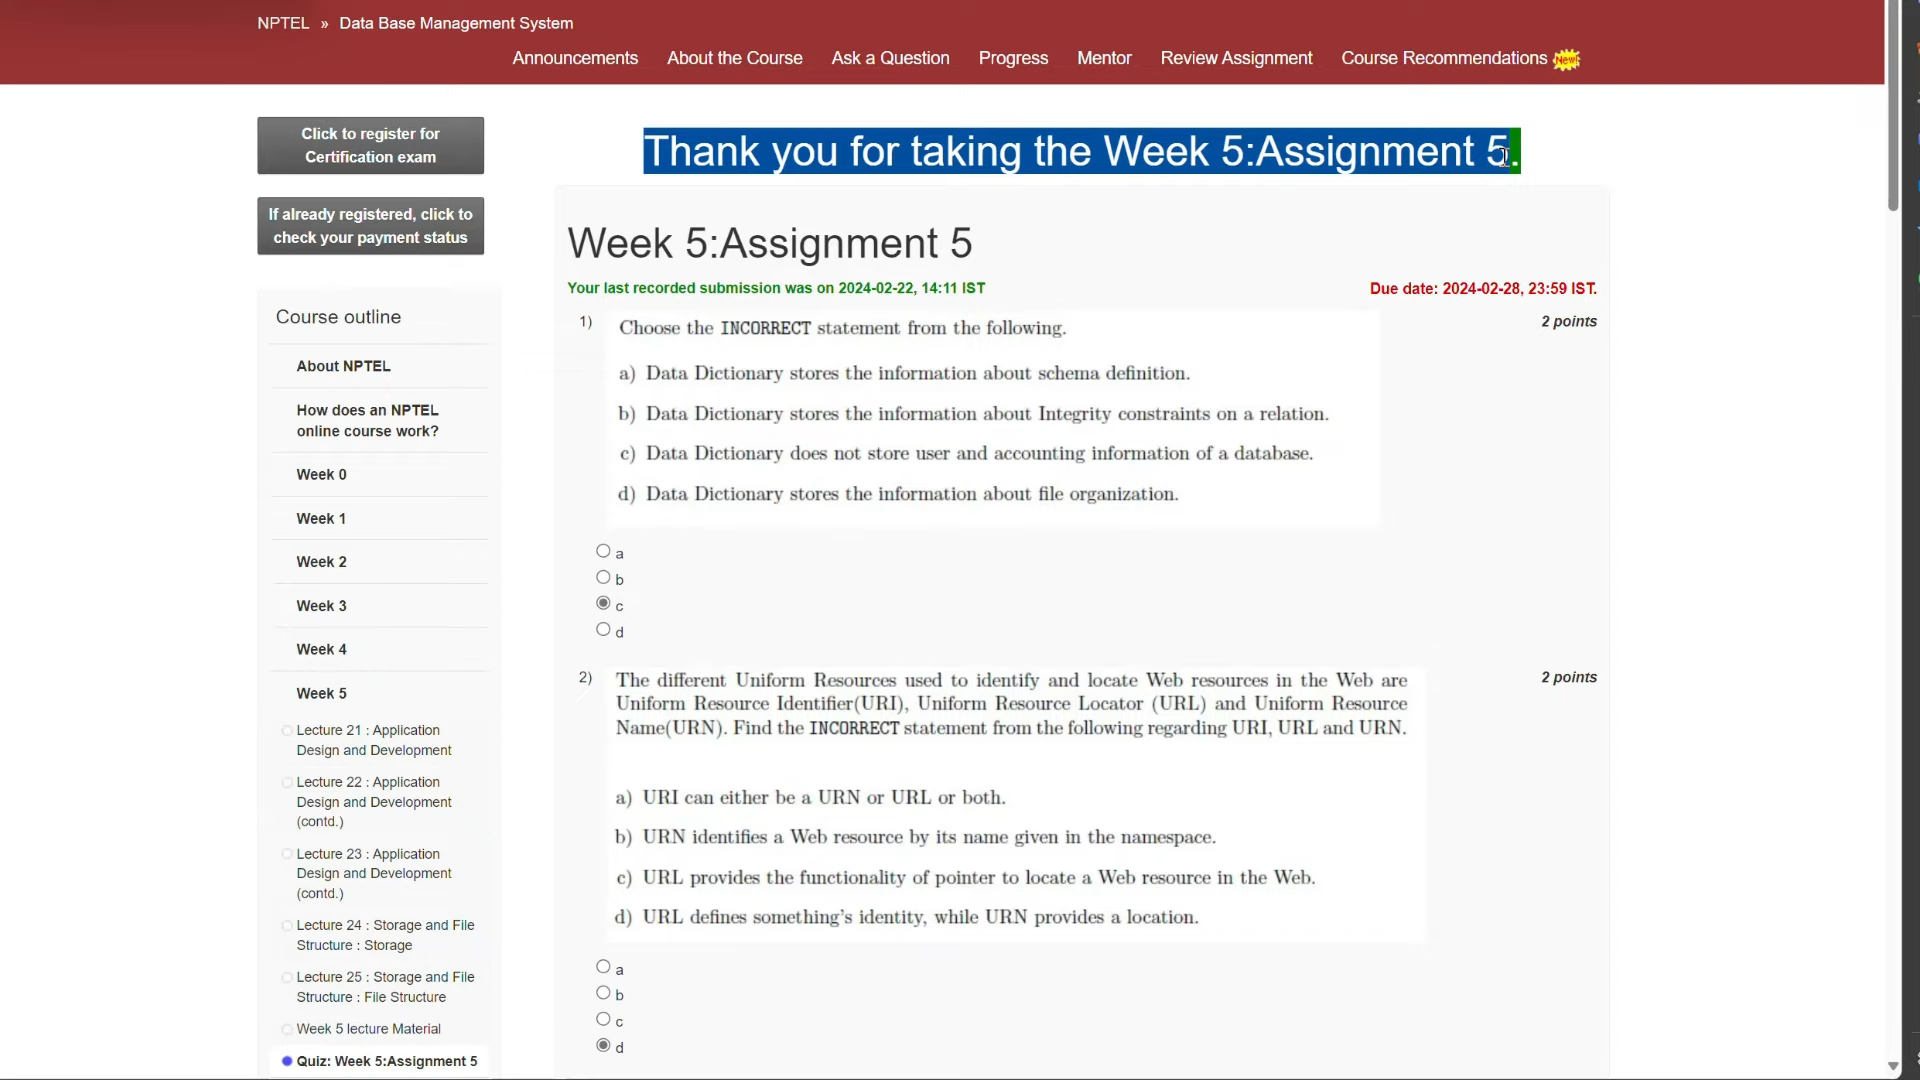 NPTEL » Data Base Management System
Announcements About the Course Ask a Question Progress Mentor Review Assignment Course Recommendations New!
Click to register for
Certification exam
If already registered, click to
check your payment status
Course outline
About NPTEL
How does an NPTEL
online course work?
Week 0
Week 1
Week 2
Week 3
Week 4
Week 5
Lecture 21 : Application
Design and Development
Lecture 22 : Application
Design and Development
(contd.)
Lecture 23 : Application
Design and Development
(contd.)
Lecture 24 : Storage and File
Structure : Storage
Lecture 25 : Storage and File
Structure : File Structure
Week 5 lecture Material
Quiz: Week 5:Assignment 5
Thank you for taking the Week 5:Assignment 5.
Week 5:Assignment 5
Your last recorded submission was on 2024-02-22, 14:11 IST Due date: 2024-02-28, 23:59 IST.
1) Choose the INCORRECT statement from the following. 2 points
a) Data Dictionary stores the information about schema definition.
b) Data Dictionary stores the information about Integrity constraints on a relation.
c) Data Dictionary does not store user and accounting information of a database.
d) Data Dictionary stores the information about file organization.
a
b
c
d
2) The different Uniform Resources used to identify and locate Web resources in the Web are 2 points
Uniform Resource Identifier(URI), Uniform Resource Locator (URL) and Uniform Resource
Name(URN). Find the INCORRECT statement from the following regarding URI, URL and URN.
a) URI can either be a URN or URL or both.
b) URN identifies a Web resource by its name given in the namespace.
c) URL provides the functionality of pointer to locate a Web resource in the Web.
d) URL defines something's identity, while URN provides a location.
a
b
c
d